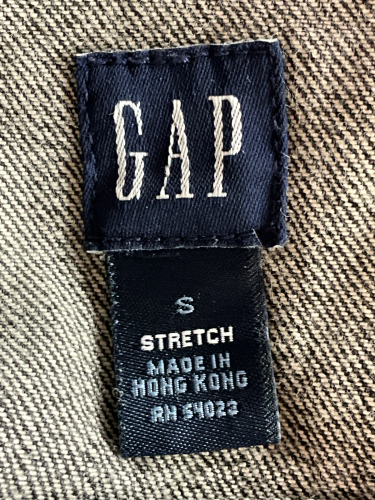 GAP
S
STRETCH
MADE IN
HONG KONG
RN 54023